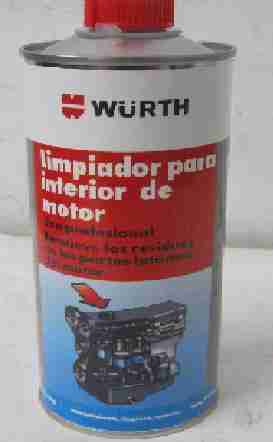 WÜRTH
limpiador para
interior de
motor
Uso profesional
Remueve los residuos
de las partes internas
del motor